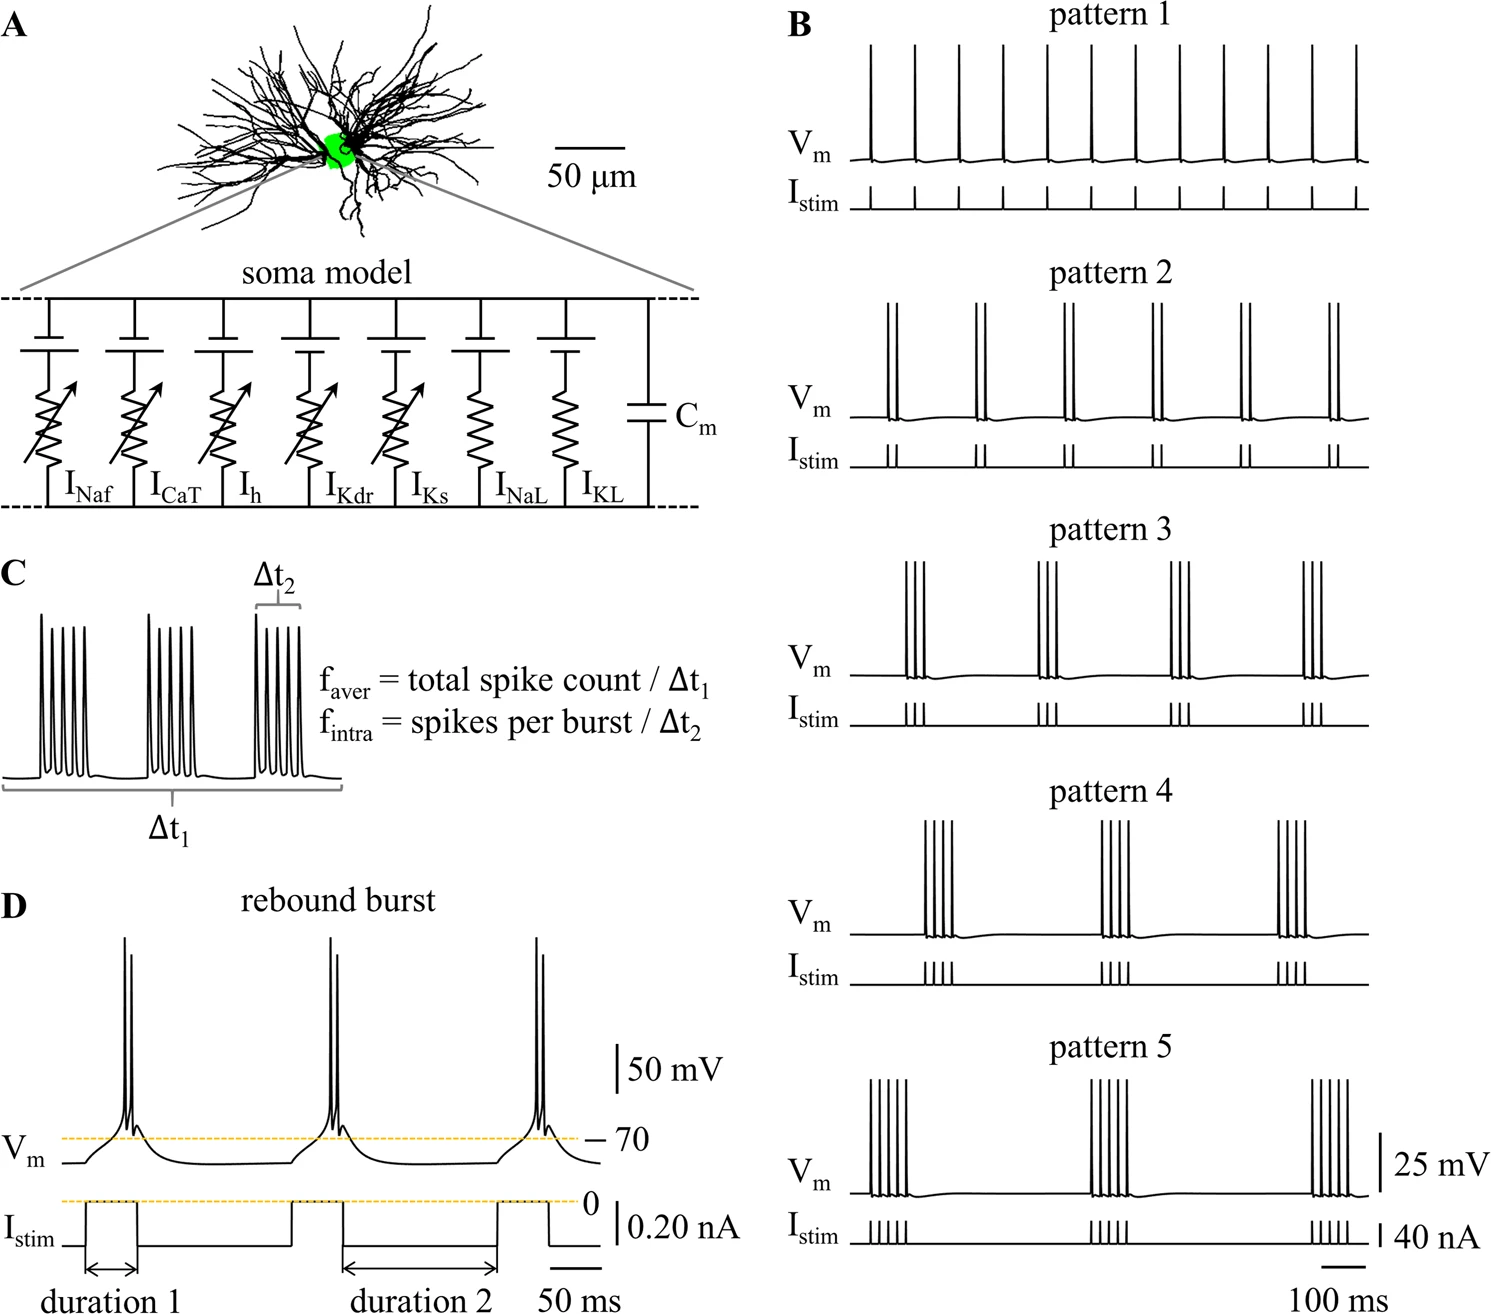 A
50 μm
soma model
I_Naf I_CaT I_h I_Kdr I_Ks I_NaL I_KL C_m
B
pattern 1
V_m
I_stim
pattern 2
V_m
I_stim
pattern 3
V_m
I_stim
pattern 4
V_m
I_stim
pattern 5
V_m
25 mV
I_stim
40 nA
100 ms
C
Δt_2
f_aver = total spike count / Δt_1
f_intra = spikes per burst / Δt_2
Δt_1
D
rebound burst
50 mV
V_m
—70
0
I_stim
0.20 nA
duration 1
duration 2
50 ms